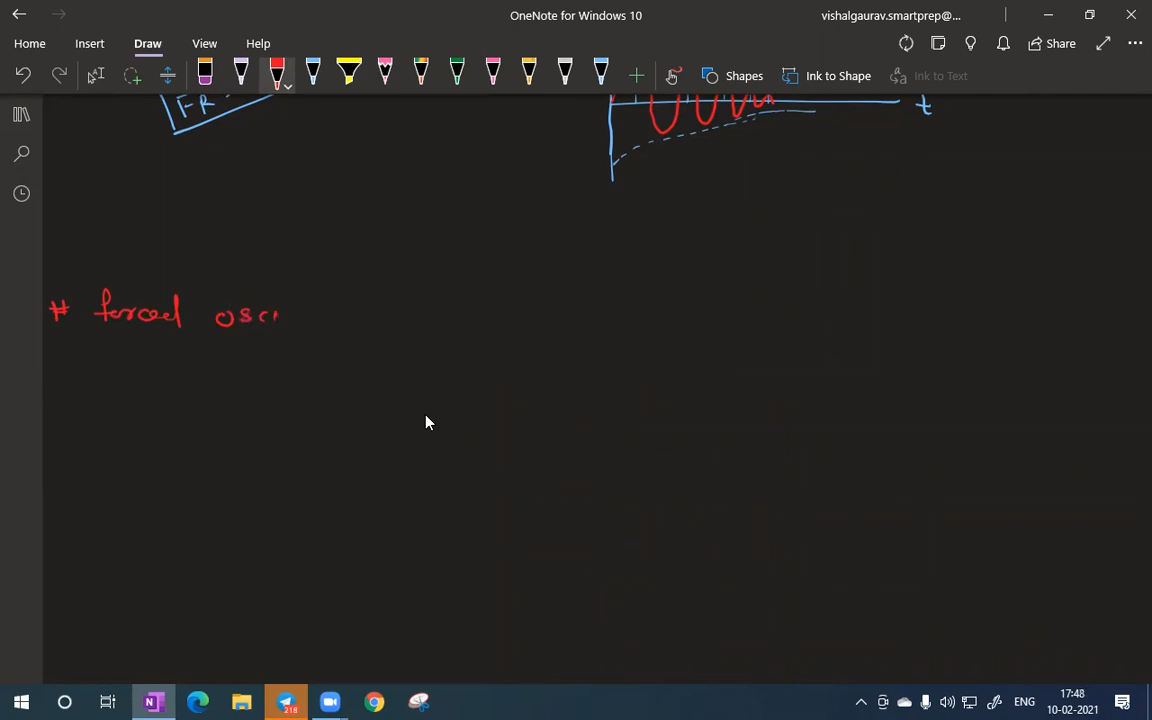 OneNote for Windows 10
vishalgaurav.smartprep@...
Home Insert Draw View Help
Share
Shapes
Ink to Shape
Ink to Text
t
# forced osci
218
ENG
17:48
10-02-2021